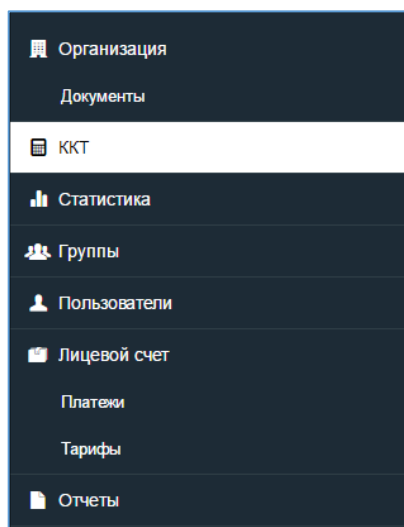 Организация
Документы
ККТ
Статистика
Группы
Пользователи
Лицевой счет
Платежи
Тарифы
Отчеты